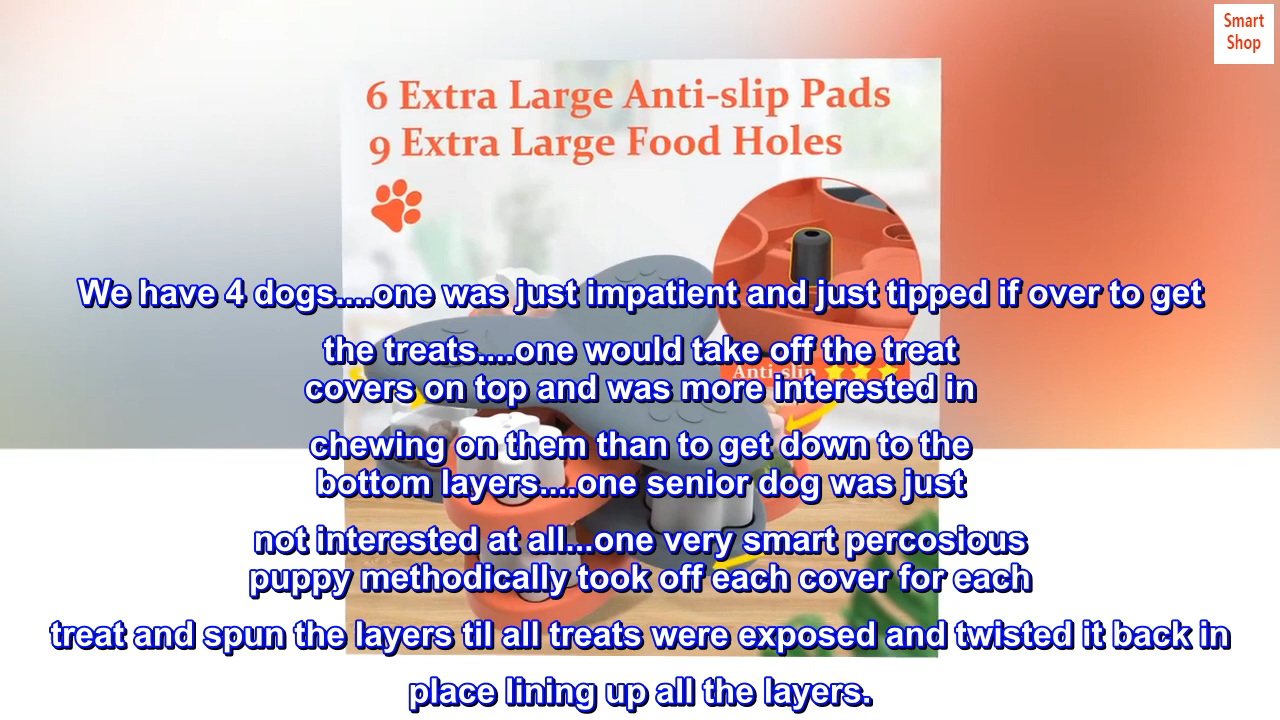 Smart
Shop
6 Extra Large Anti-slip Pads
9 Extra Large Food Holes
We have 4 dogs....one was just impatient and just tipped if over to get
the treats....one would take off the treat
Anti-slip
covers on top and was more interested in
chewing on them than to get down to the
bottom layers....one senior dog was just
not interested at all...one very smart percosious
puppy methodically took off each cover for each
treat and spun the layers til all treats were exposed and twisted it back in
place lining up all the layers.